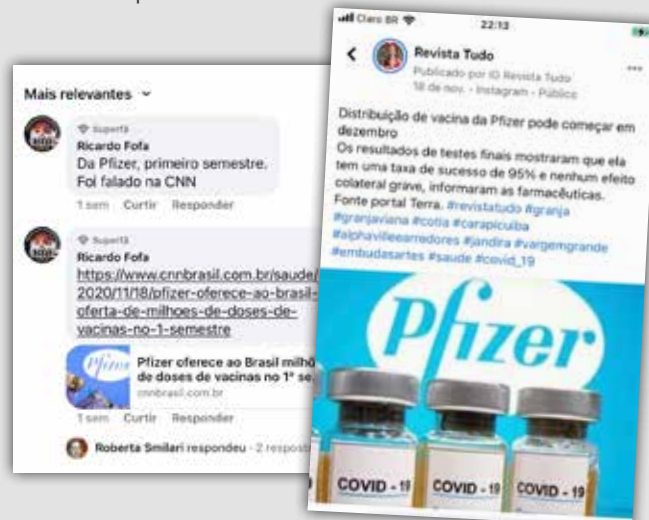 Mais relevantes
Superfã
Ricardo Fofa
Da Pfizer, primeiro semestre.
Foi falado na CNN
1 sem Curtir Responder
Superfã
Ricardo Fofa
https://www.cnnbrasil.com.br/saude/
2020/11/18/pfizer-oferece-ao-brasil-
oferta-de-milhoes-de-doses-de-
vacinas-no-1-semestre
Pfizer
Pfizer oferece ao Brasil milhõ
de doses de vacinas no 1º se
cnnbrasil.com.br
1 sem Curtir Responder
Roberta Smilari respondeu · 2 respost
Claro BR
22:13
Revista Tudo
Publicado por IG Revista Tudo
18 de nov. · Instagram · Público
Distribuição de vacina da Pfizer pode começar em
dezembro
Os resultados de testes finais mostraram que ela
tem uma taxa de sucesso de 95% e nenhum efeito
colateral grave, informaram as farmacêuticas.
Fonte portal Terra. #revistatudo #granja
#granjaviana #cotia #carapicuiba
#alphavilleearredores #jandira #vargemgrande
#embudasartes #saude #covid_19
Pfizer
COVID - 19
COVID - 19
COVID - 19